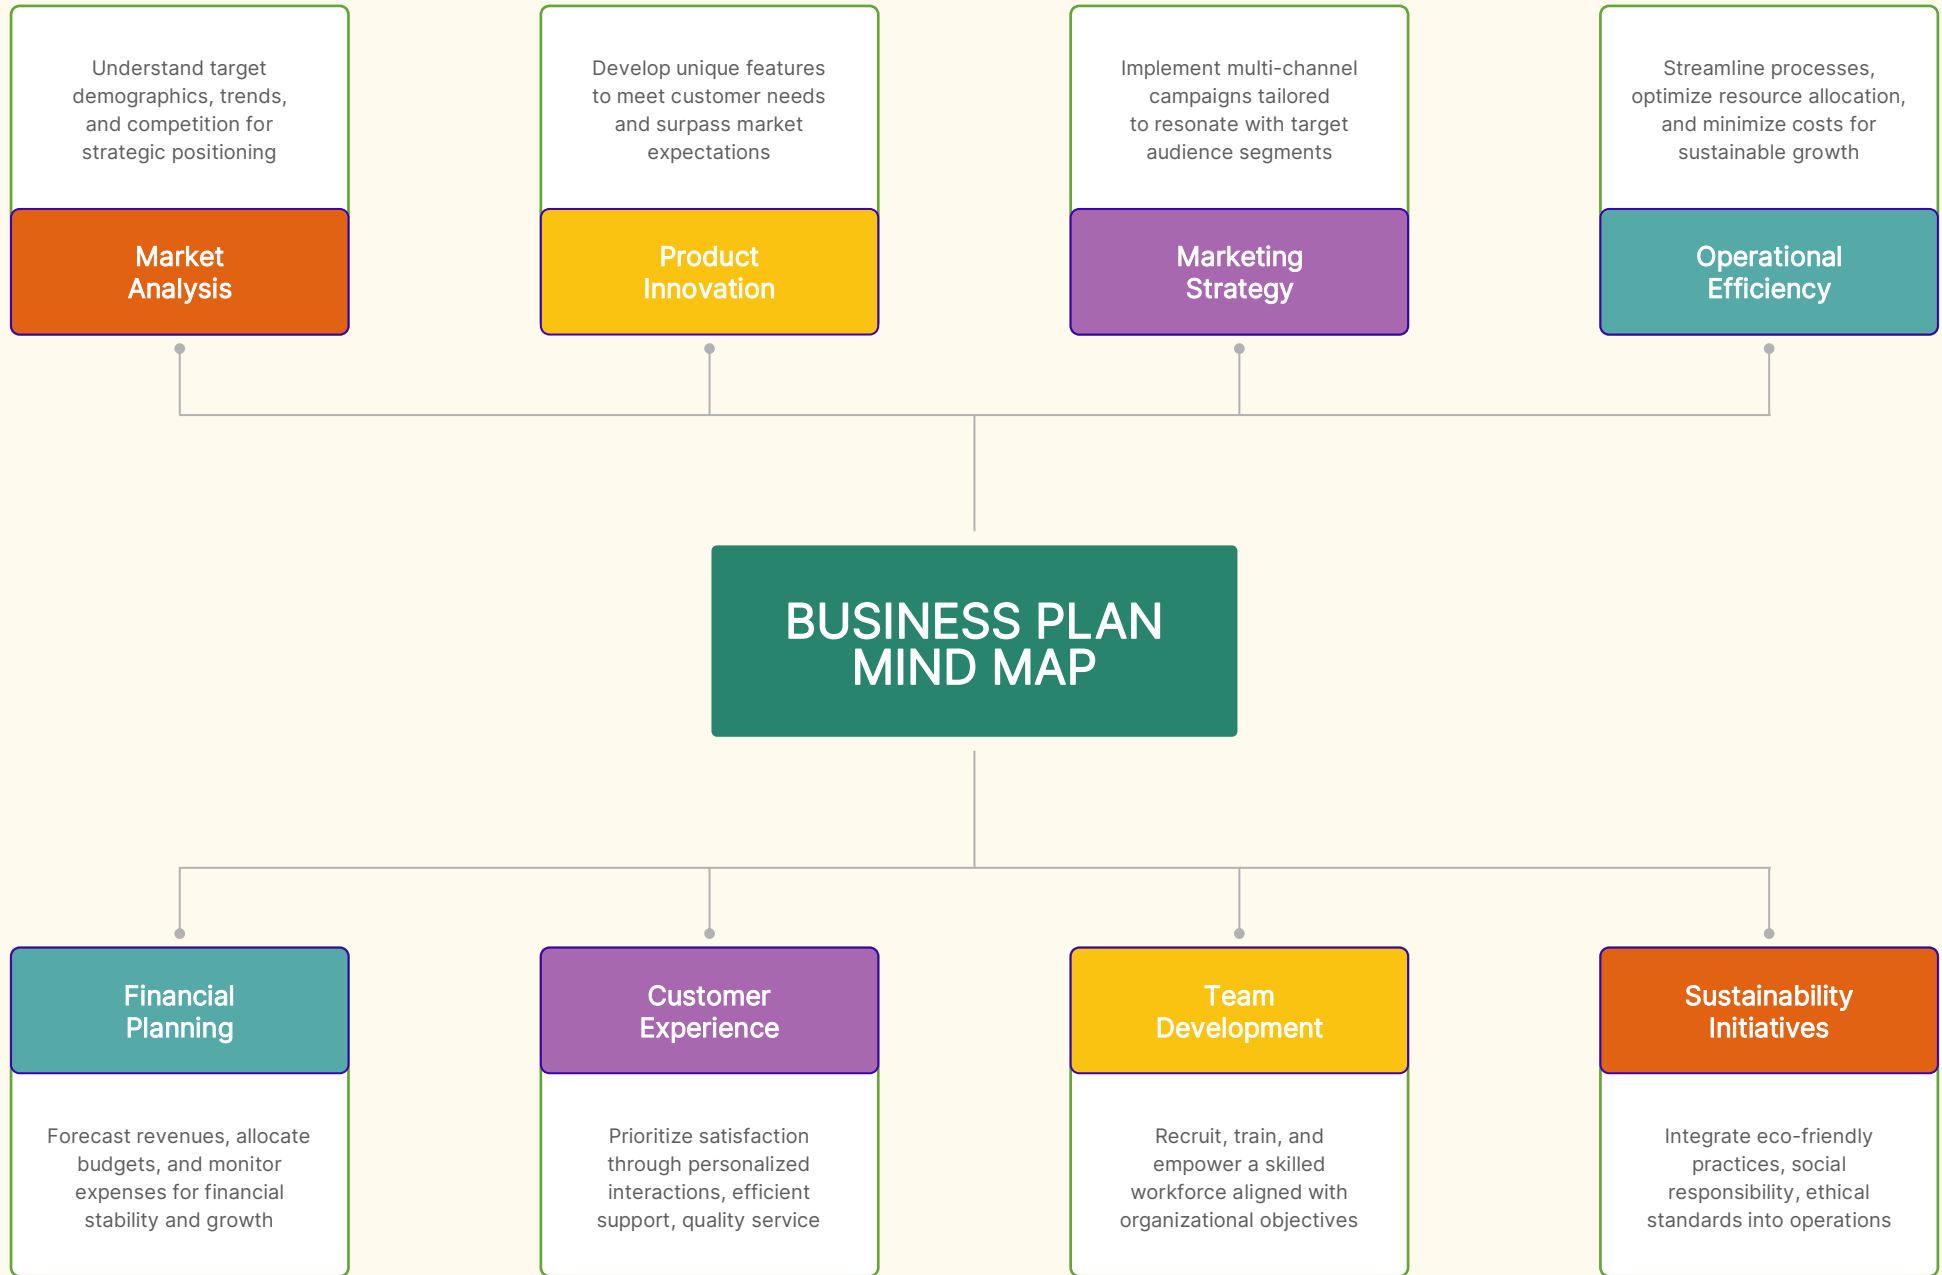 Understand target
demographics, trends,
and competition for
strategic positioning
Market
Analysis
Develop unique features
to meet customer needs
and surpass market
expectations
Product
Innovation
Implement multi-channel
campaigns tailored
to resonate with target
audience segments
Marketing
Strategy
Streamline processes,
optimize resource allocation,
and minimize costs for
sustainable growth
Operational
Efficiency
BUSINESS PLAN
MIND MAP
Financial
Planning
Forecast revenues, allocate
budgets, and monitor
expenses for financial
stability and growth
Customer
Experience
Prioritize satisfaction
through personalized
interactions, efficient
support, quality service
Team
Development
Recruit, train, and
empower a skilled
workforce aligned with
organizational objectives
Sustainability
Initiatives
Integrate eco-friendly
practices, social
responsibility, ethical
standards into operations